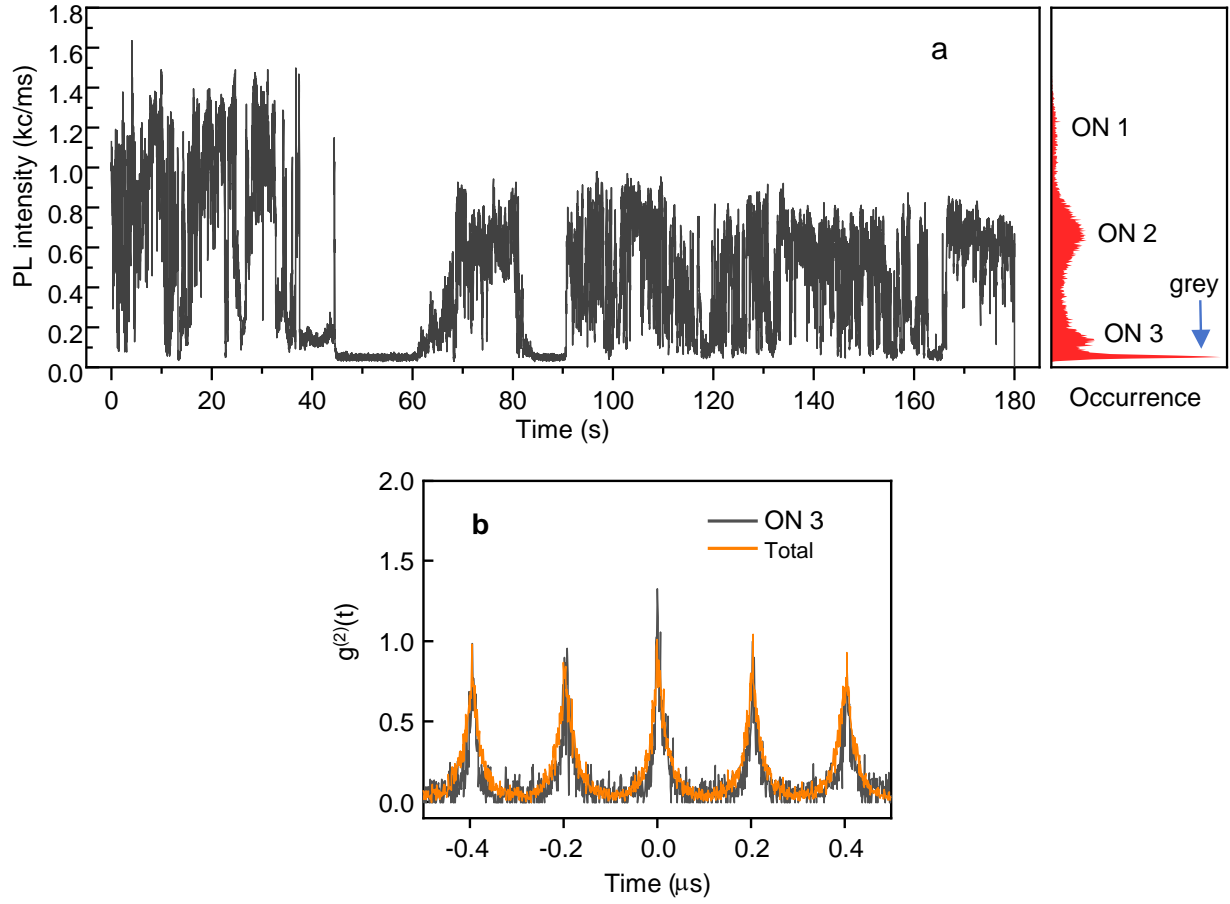 a
PL intensity (kc/ms)
1.8
1.6
1.4
1.2
1.0
0.8
0.6
0.4
0.2
0.0
0 20 40 60 80 100 120 140 160 180
Time (s)
ON 1
ON 2
grey
ON 3
Occurrence
b
ON 3
Total
g(2)(t)
2.0
1.5
1.0
0.5
0.0
-0.4 -0.2 0.0 0.2 0.4
Time (μs)